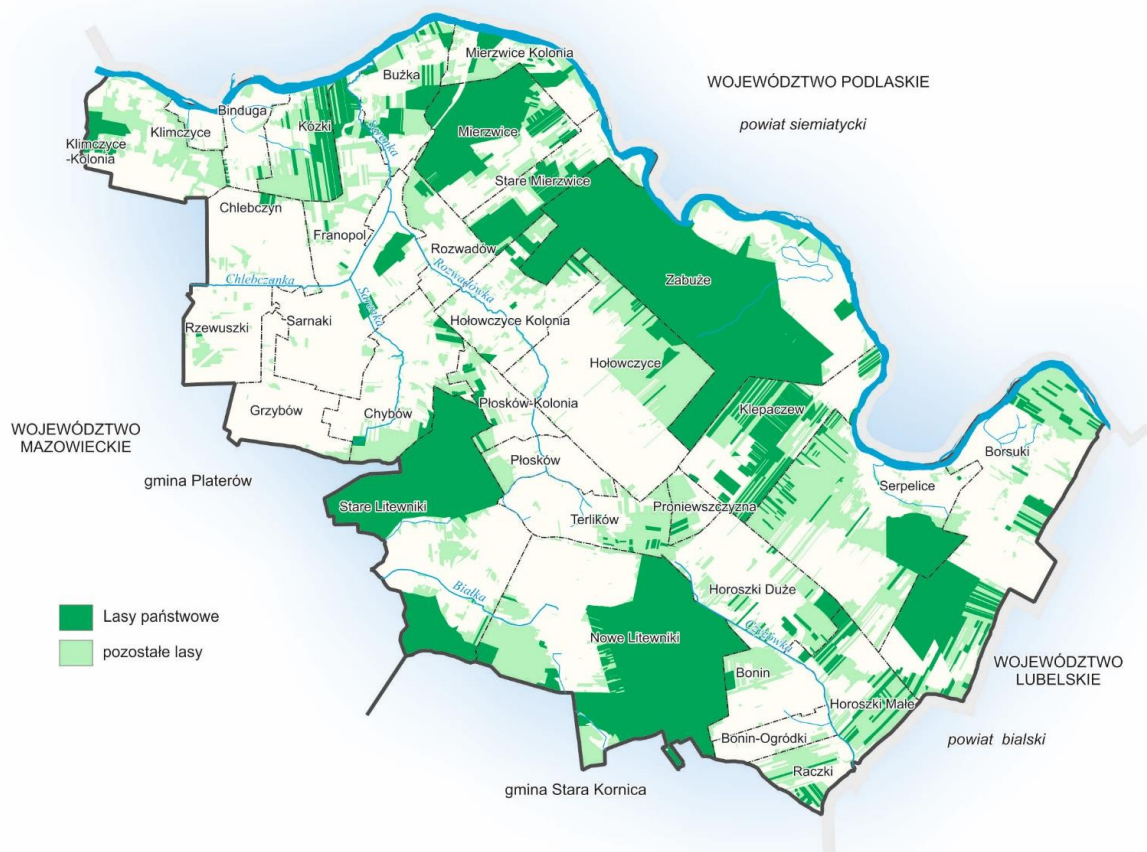 Mierzwice Kolonia
Bużka
WOJEWÓDZTWO PODLASKIE
powiat siemiatycki
Binduga
Klimczyce
Kózki
Klimczyce
-Kolonia
Sarenka
Mierzwice
Stare Mierzwice
Chlebczyn
Franopol
Rozwadów
Rozwadówka
Zabuże
Chlebczanka
Sarenka
Rzewuszki
Sarnaki
Hołowczyce Kolonia
Hołowczyce
Grzybów
Chybów
Płosków-Kolonia
Klepaczew
WOJEWÓDZTWO
MAZOWIECKIE
gmina Platerów
Płosków
Borsuki
Serpelice
Stare Litewniki
Terlików
Proniewszczyzna
Białka
Horoszki Duże
Lasy państwowe
pozostałe lasy
Nowe Litewniki
Bonin
WOJEWÓDZTWO
LUBELSKIE
Horoszki Małe
powiat bialski
Bonin-Ogródki
Raczki
gmina Stara Kornica